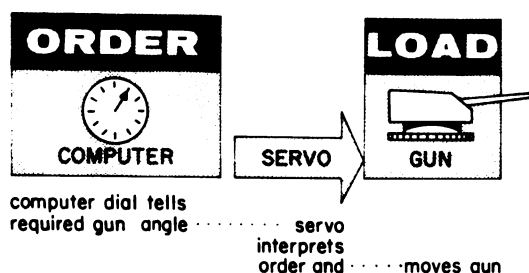 ORDER
LOAD
COMPUTER
SERVO
GUN
computer dial tells
required gun angle ········ servo
interprets
order and ·····moves gun